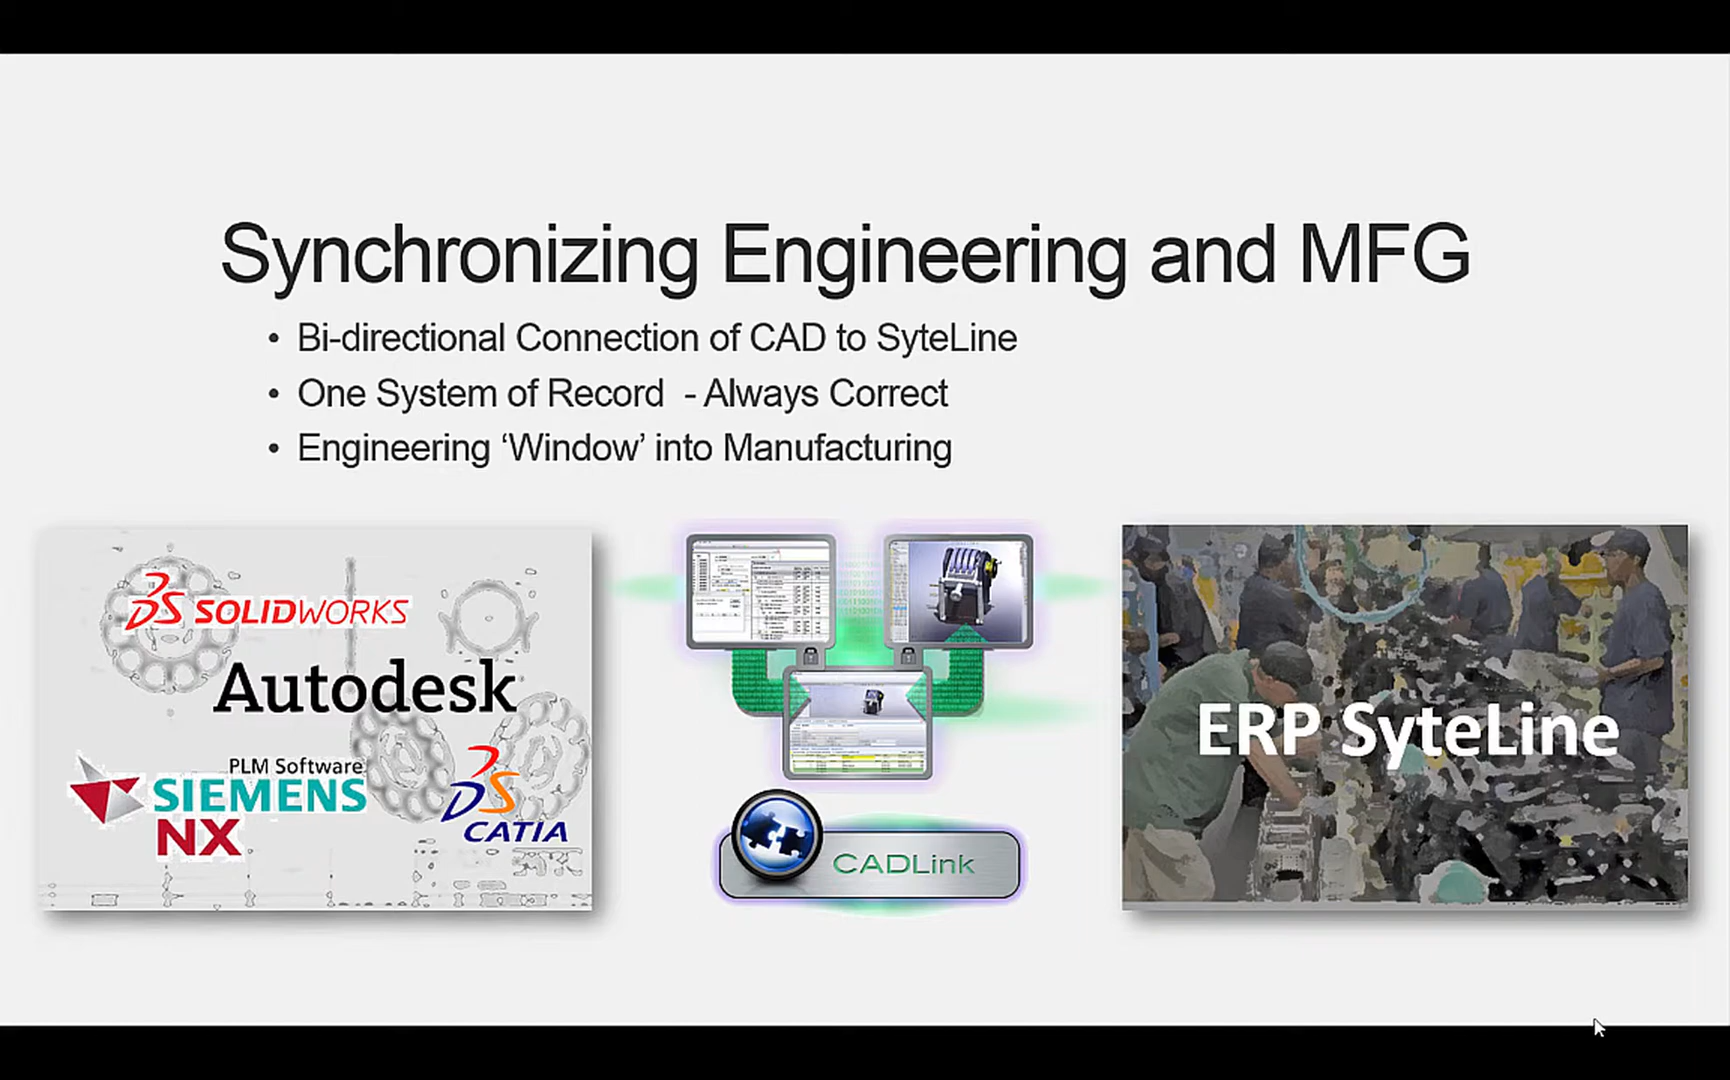 Synchronizing Engineering and MFG
• Bi-directional Connection of CAD to SyteLine
• One System of Record - Always Correct
• Engineering ‘Window’ into Manufacturing
SOLIDWORKS
Autodesk
PLM Software
SIEMENS
NX
CATIA
CADLink
ERP SyteLine